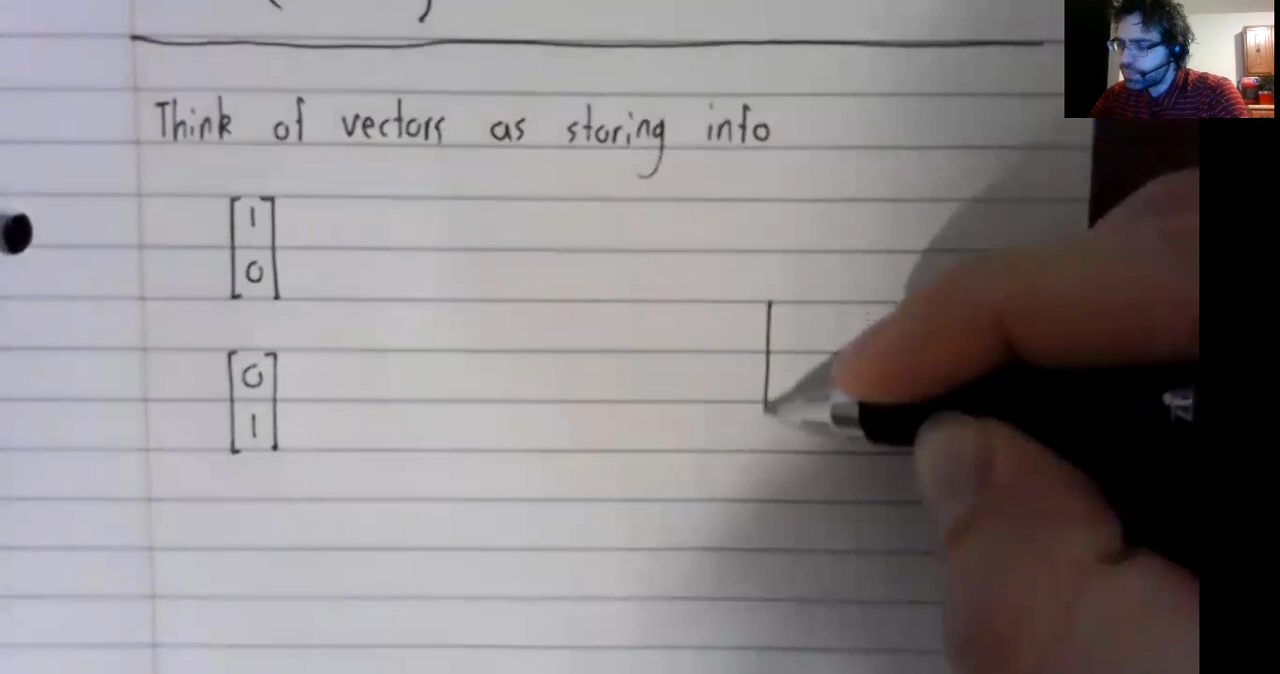 Think of vectors as storing info
[1
0]
[0
1]